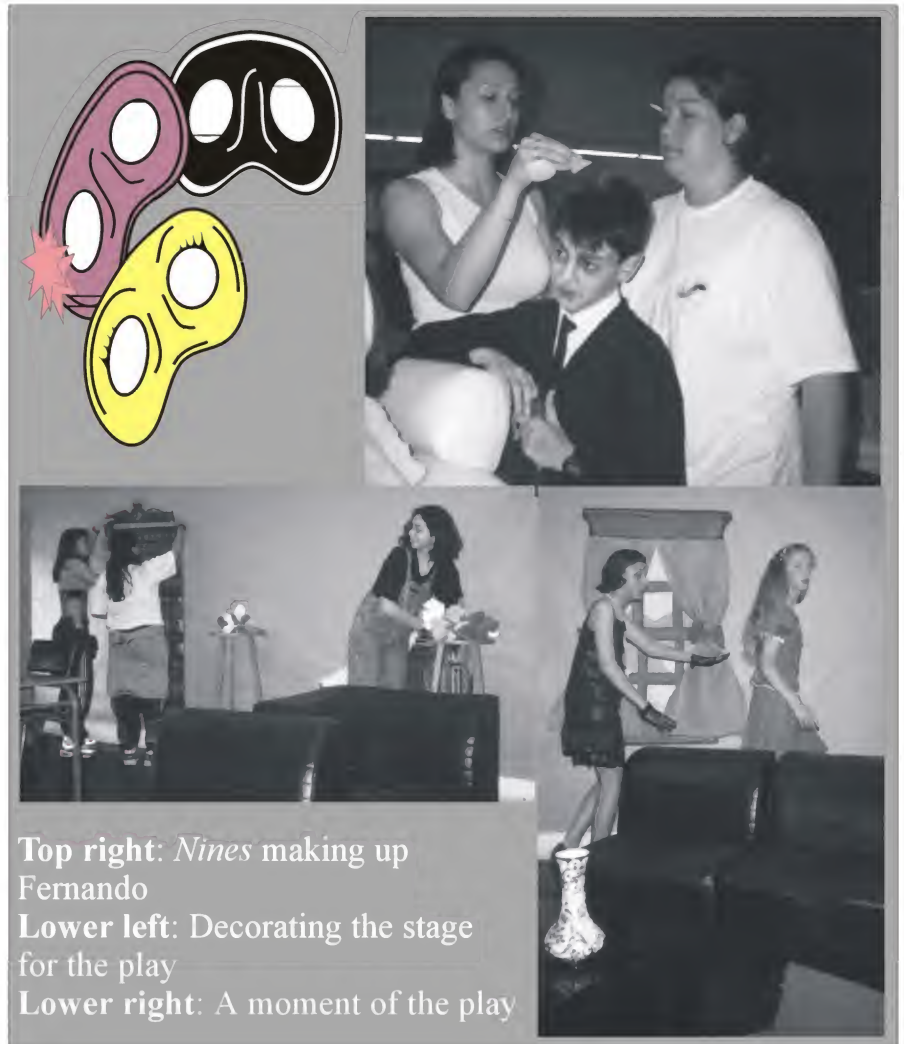 Top right: Nines making up
Fernando
Lower left: Decorating the stage
for the play
Lower right: A moment of the play